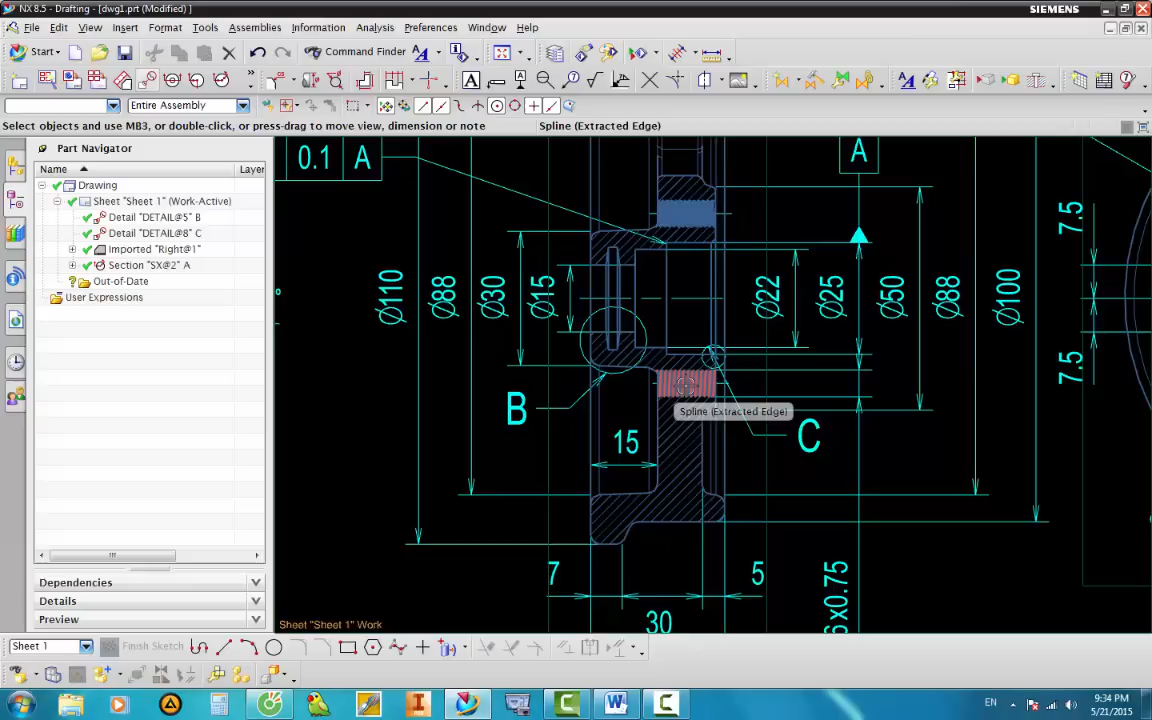 NX 8.5 - Drafting - [dwg1.prt (Modified) ]
SIEMENS
File Edit View Insert Format Tools Assemblies Information Analysis Preferences Window Help
Start
Command Finder
Entire Assembly
Select objects and use MB3, or double-click, or press-drag to move view, dimension or note
Spline (Extracted Edge)
Part Navigator
Name
Layer
Drawing
Sheet "Sheet 1" (Work-Active)
Detail "DETAIL@5" B
Detail "DETAIL@8" C
Imported "Right@1"
Section "SX@2" A
Out-of-Date
User Expressions
Dependencies
Details
Preview
0.1 A
A
7.5
Ø110 Ø88 Ø30 Ø15 Ø22 Ø25 Ø50 Ø88 Ø100
7.5
B
Spline (Extracted Edge)
C
15
7
5
30
6x0.75
Sheet "Sheet 1" Work
Sheet 1
Finish Sketch
EN
9:34 PM
5/21/2015